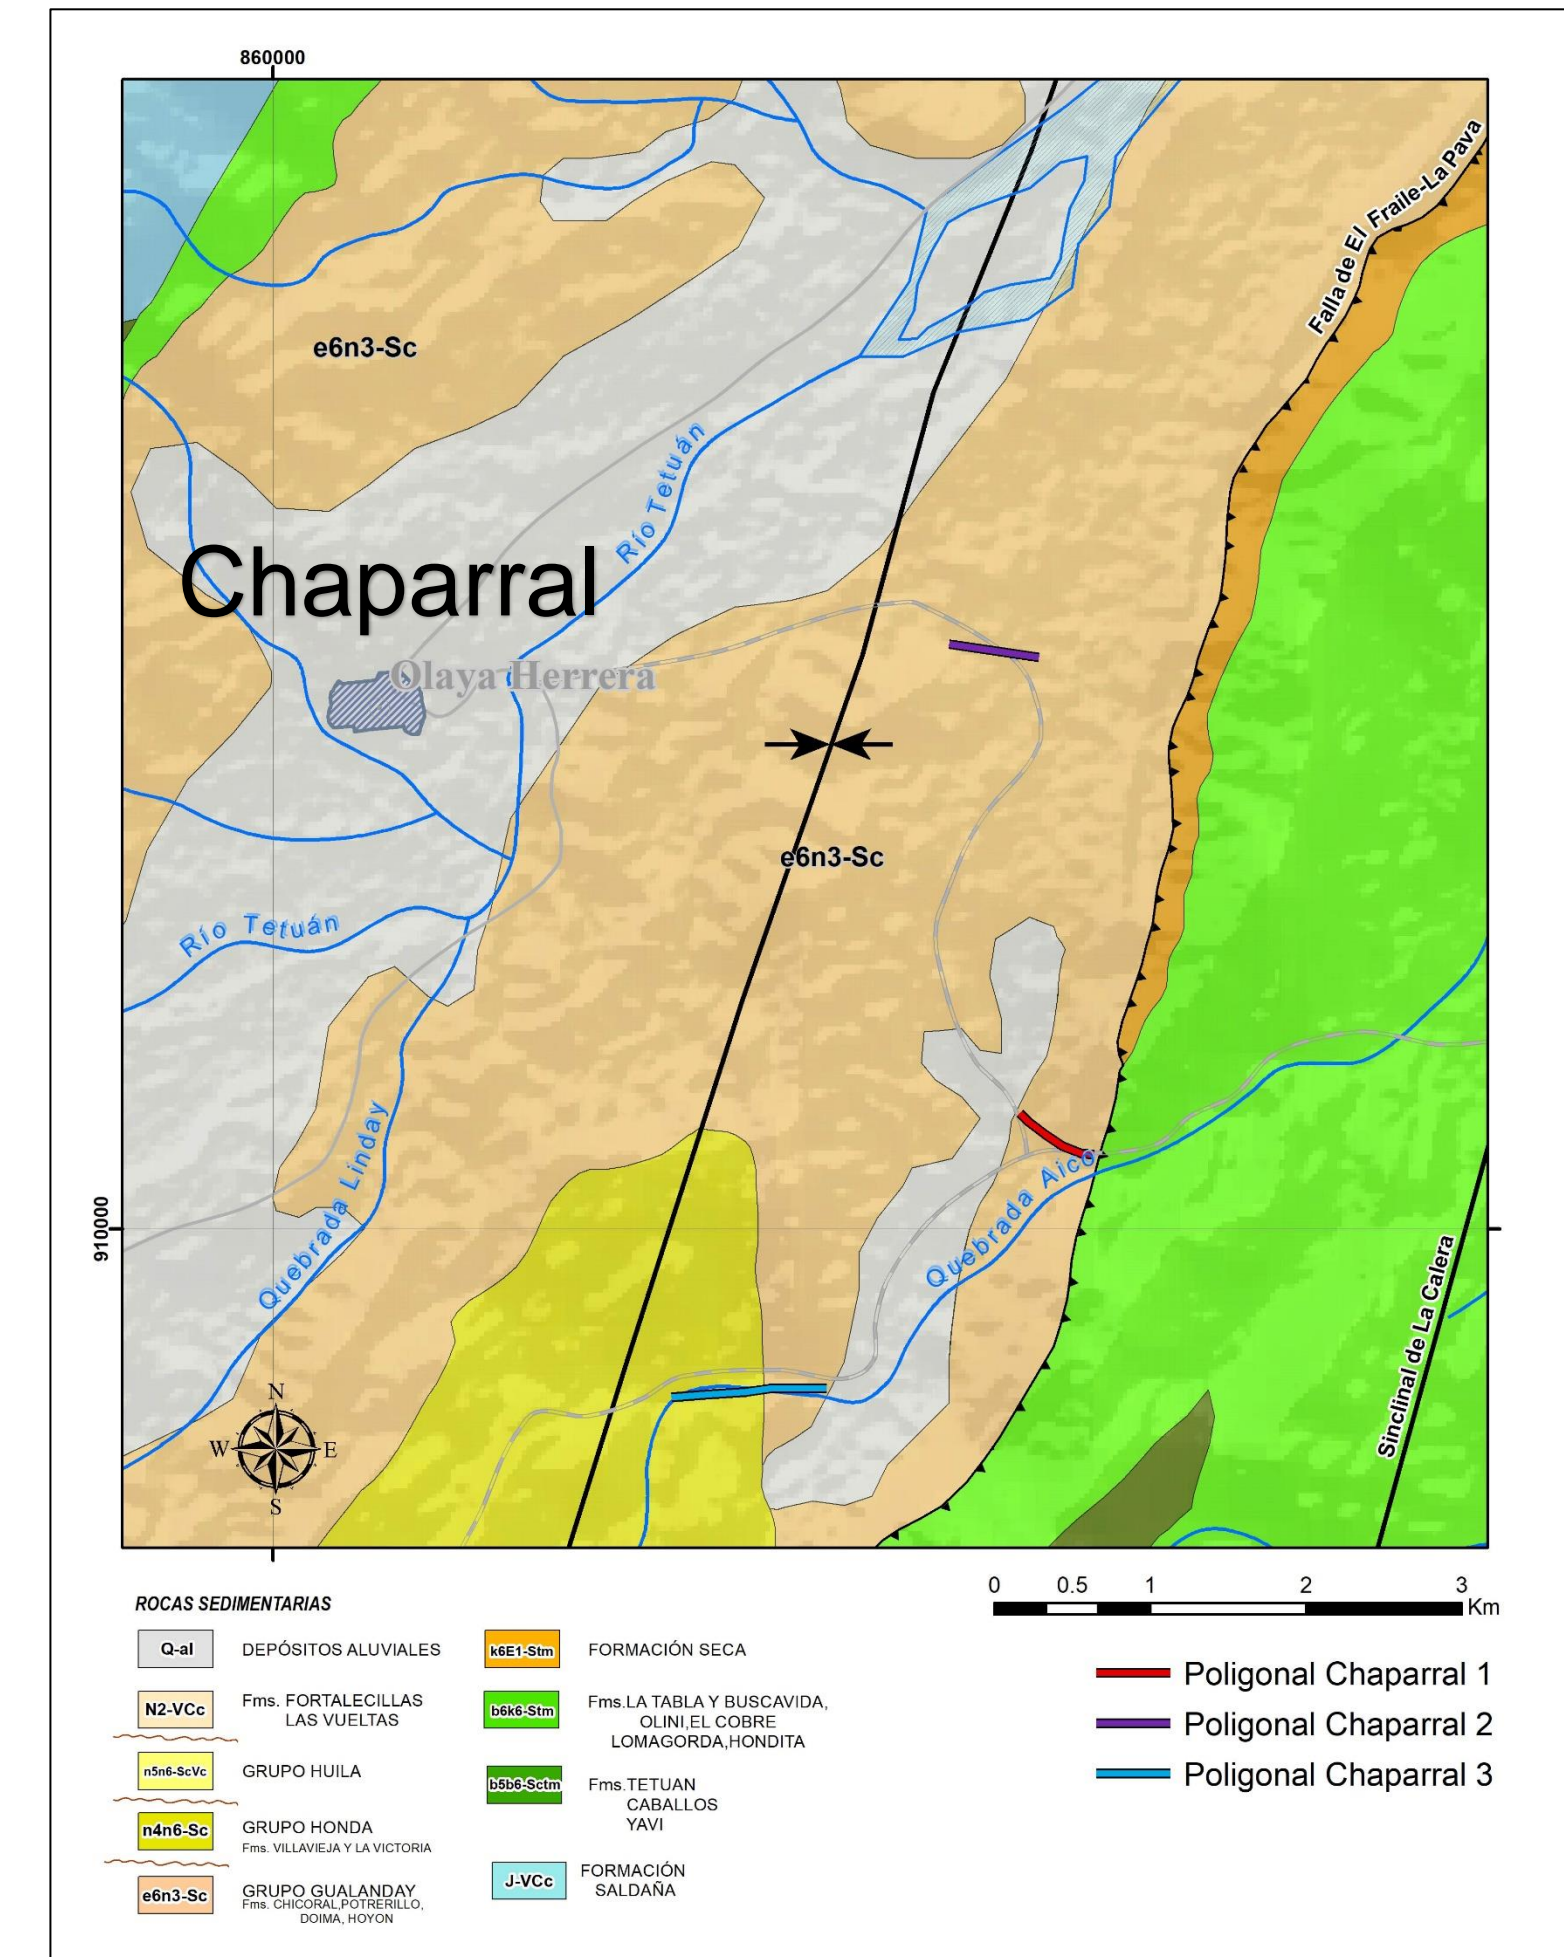 860000
Falla de El Fraile-La Pava
e6n3-Sc
Río Tetuán
Chaparral
Olaya Herrera
e6n3-Sc
Río Tetuán
Quebrada Linday
Quebrada Aico
910000
Sinclinal de La Calera
N
W E
S
ROCAS SEDIMENTARIAS
Q-al DEPÓSITOS ALUVIALES
N2-VCc Fms. FORTALECILLAS
LAS VUELTAS
n5n6-ScVc GRUPO HUILA
n4n6-Sc GRUPO HONDA
Fms. VILLAVIEJA Y LA VICTORIA
e6n3-Sc GRUPO GUALANDAY
Fms. CHICORAL,POTRERILLO,
DOIMA, HOYON
k6E1-Stm FORMACIÓN SECA
b6k6-Stm Fms.LA TABLA Y BUSCAVIDA,
OLINI,EL COBRE
LOMAGORDA,HONDITA
b5b6-Sctm Fms.TETUAN
CABALLOS
YAVI
J-VCc FORMACIÓN
SALDAÑA
0 0.5 1 2 3
Km
Poligonal Chaparral 1
Poligonal Chaparral 2
Poligonal Chaparral 3